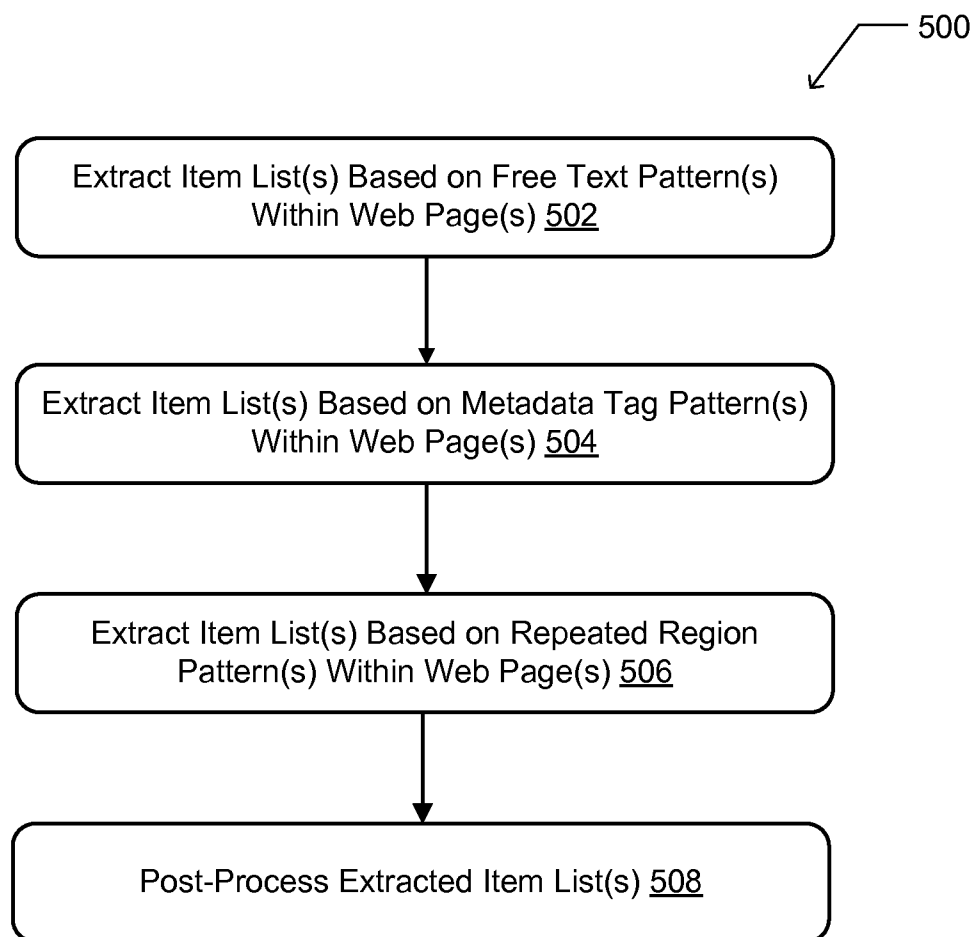 500
Extract Item List(s) Based on Free Text Pattern(s)
Within Web Page(s) 502
Extract Item List(s) Based on Metadata Tag Pattern(s)
Within Web Page(s) 504
Extract Item List(s) Based on Repeated Region
Pattern(s) Within Web Page(s) 506
Post-Process Extracted Item List(s) 508